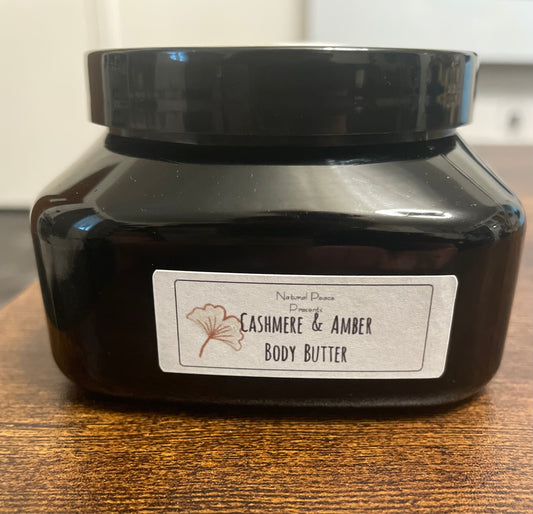 Natural Peace
Presents
CASHMERE & AMBER
BODY BUTTER